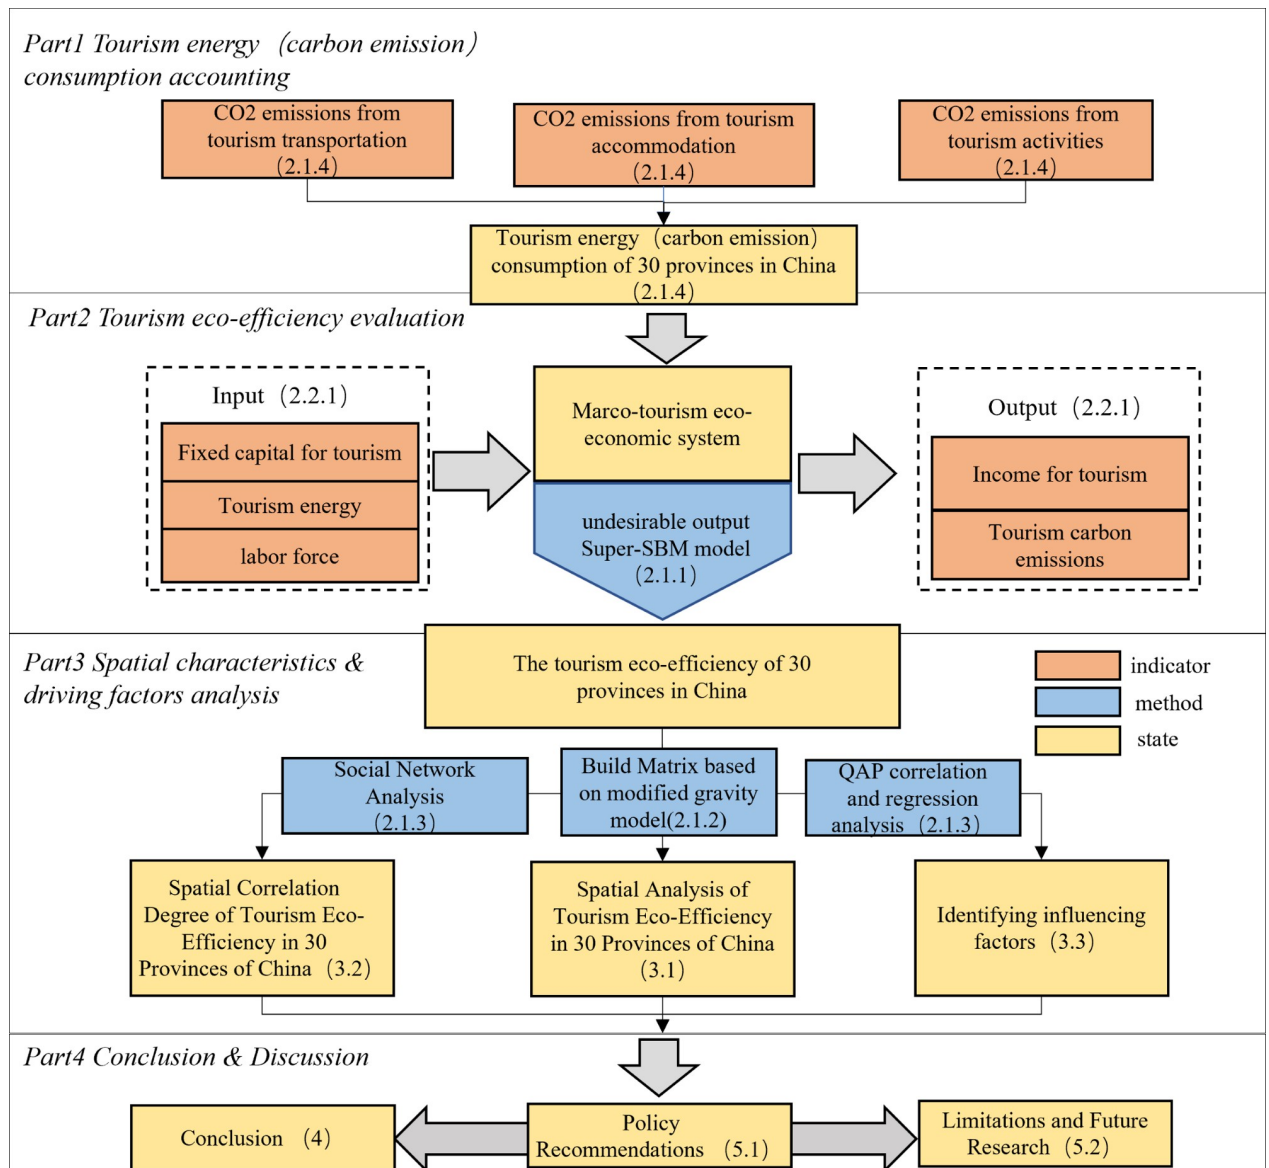 Part1 Tourism energy（carbon emission）
consumption accounting
CO2 emissions from
tourism transportation
（2.1.4）
CO2 emissions from tourism
accommodation
（2.1.4）
CO2 emissions from
tourism activities
（2.1.4）
Tourism energy（carbon emission）
consumption of 30 provinces in China
（2.1.4）
Part2 Tourism eco-efficiency evaluation
Input（2.2.1）
Fixed capital for tourism
Tourism energy
labor force
Marco-tourism eco-
economic system
undesirable output
Super-SBM model
（2.1.1）
Output（2.2.1）
Income for tourism
Tourism carbon
emissions
Part3 Spatial characteristics &
driving factors analysis
The tourism eco-efficiency of 30
provinces in China
indicator
method
state
Social Network
Analysis
（2.1.3）
Build Matrix based
on modified gravity
model(2.1.2)
QAP correlation
and regression
analysis（2.1.3）
Spatial Correlation
Degree of Tourism Eco-
Efficiency in 30
Provinces of China（3.2）
Spatial Analysis of
Tourism Eco-Efficiency
in 30 Provinces of China
（3.1）
Identifying influencing
factors（3.3）
Part4 Conclusion & Discussion
Conclusion（4）
Policy
Recommendations（5.1）
Limitations and Future
Research（5.2）